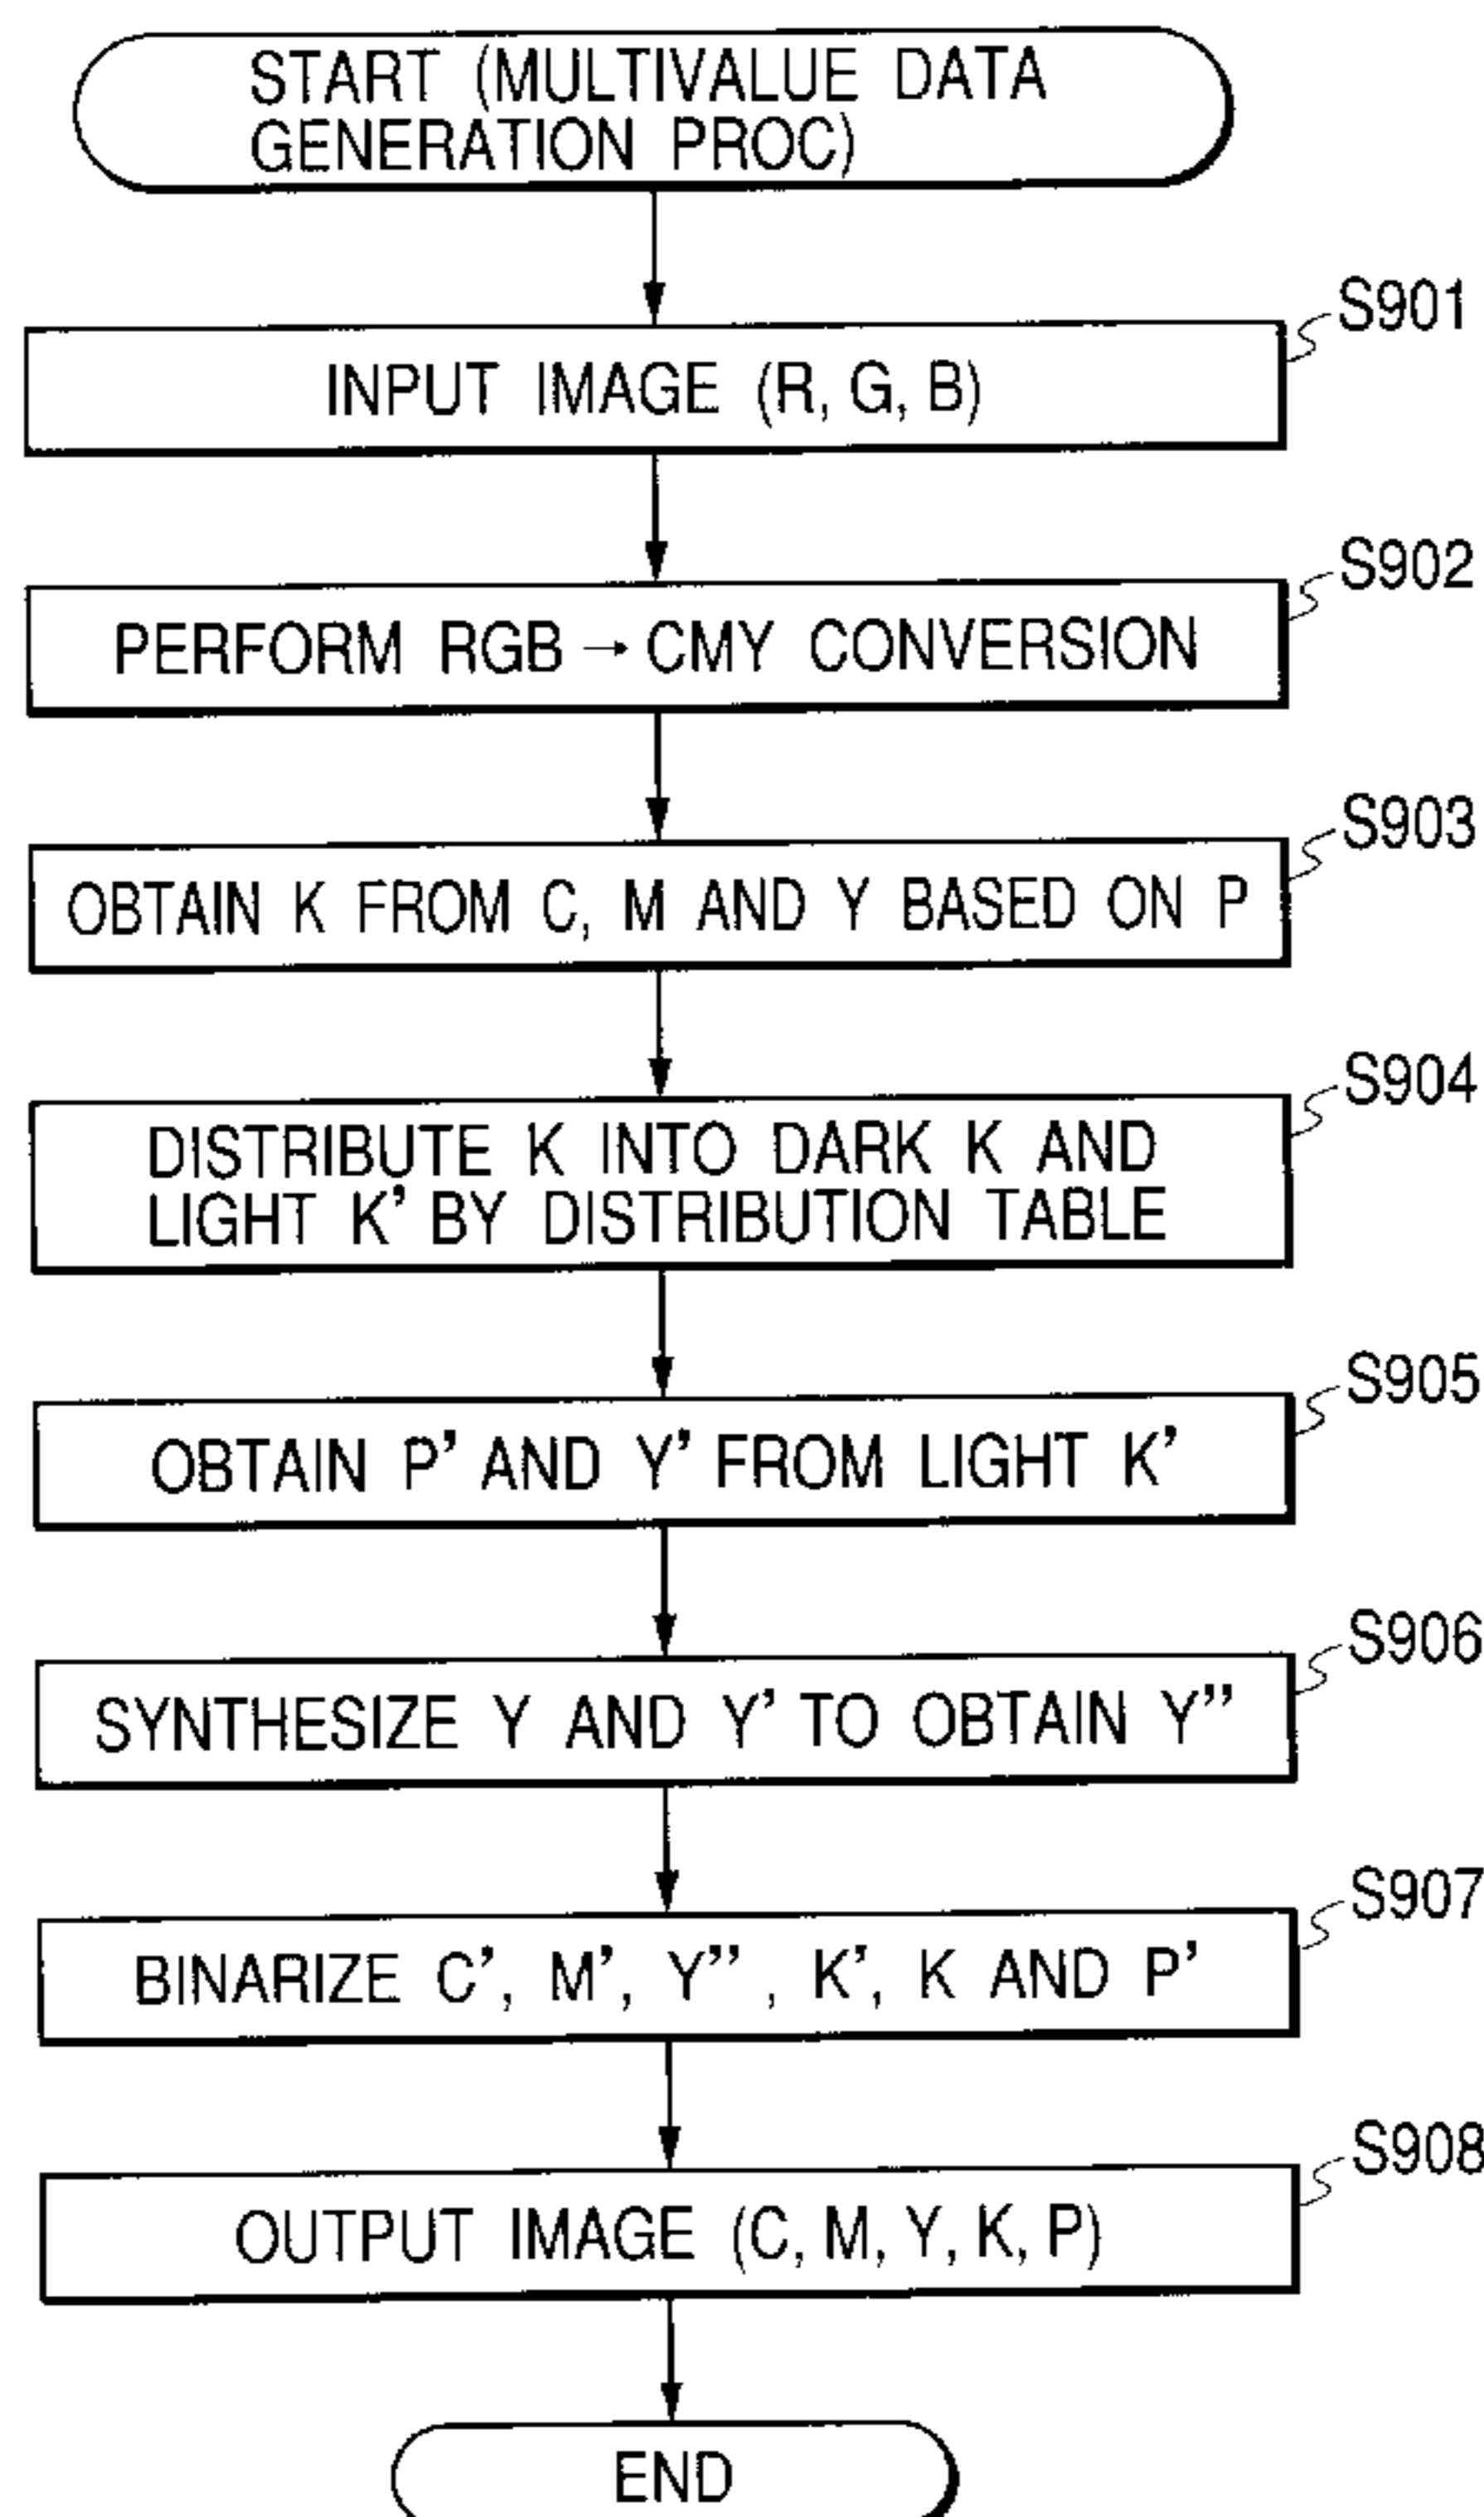 START (MULTIVALUE DATA
GENERATION PROC)
S901
INPUT IMAGE (R, G, B)
S902
PERFORM RGB → CMY CONVERSION
S903
OBTAIN K FROM C, M AND Y BASED ON P
S904
DISTRIBUTE K INTO DARK K AND
LIGHT K' BY DISTRIBUTION TABLE
S905
OBTAIN P' AND Y' FROM LIGHT K'
S906
SYNTHESIZE Y AND Y' TO OBTAIN Y''
S907
BINARIZE C', M', Y'' , K', K AND P'
S908
OUTPUT IMAGE (C, M, Y, K, P)
END